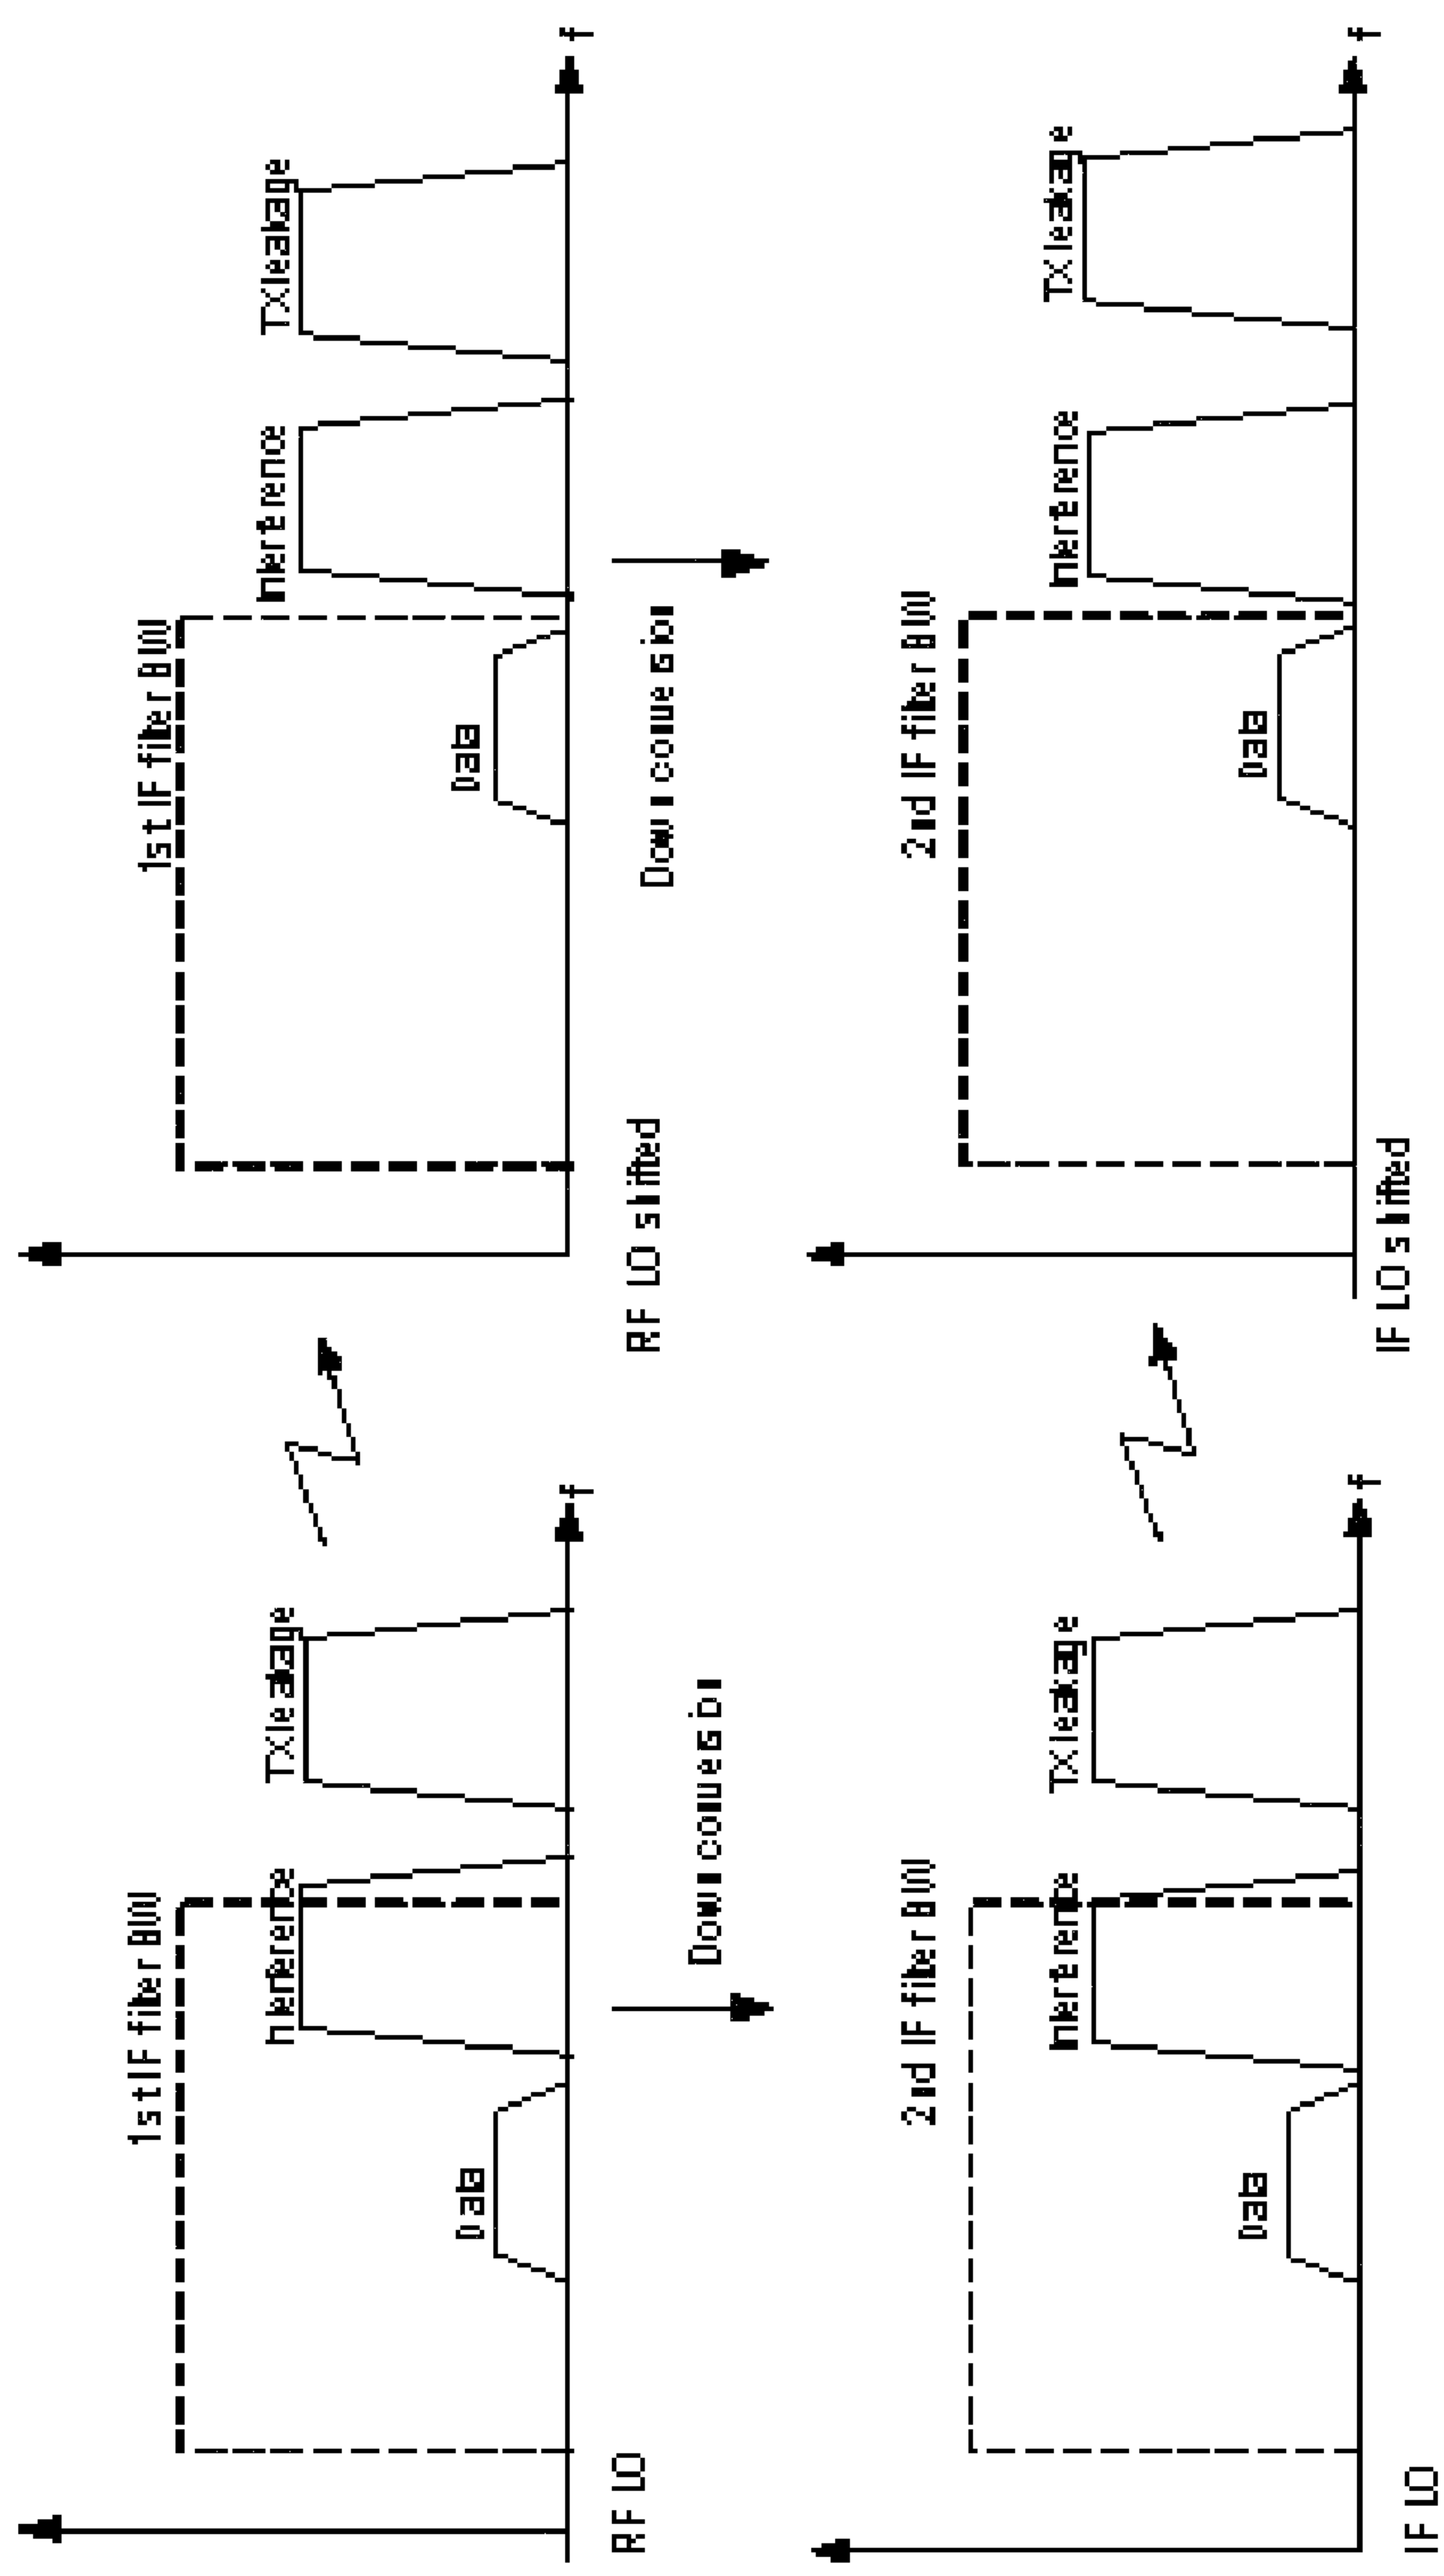 1st IF filter BW
Interference
TX leakage
Data
f
RF LO
Down conversion
1st IF filter BW
Interference
TX leakage
Data
f
RF LO shifted
Down conversion
2nd IF filter BW
Interference
TX leakage
Data
f
IF LO
2nd IF filter BW
Interference
TX leakage
Data
f
IF LO shifted